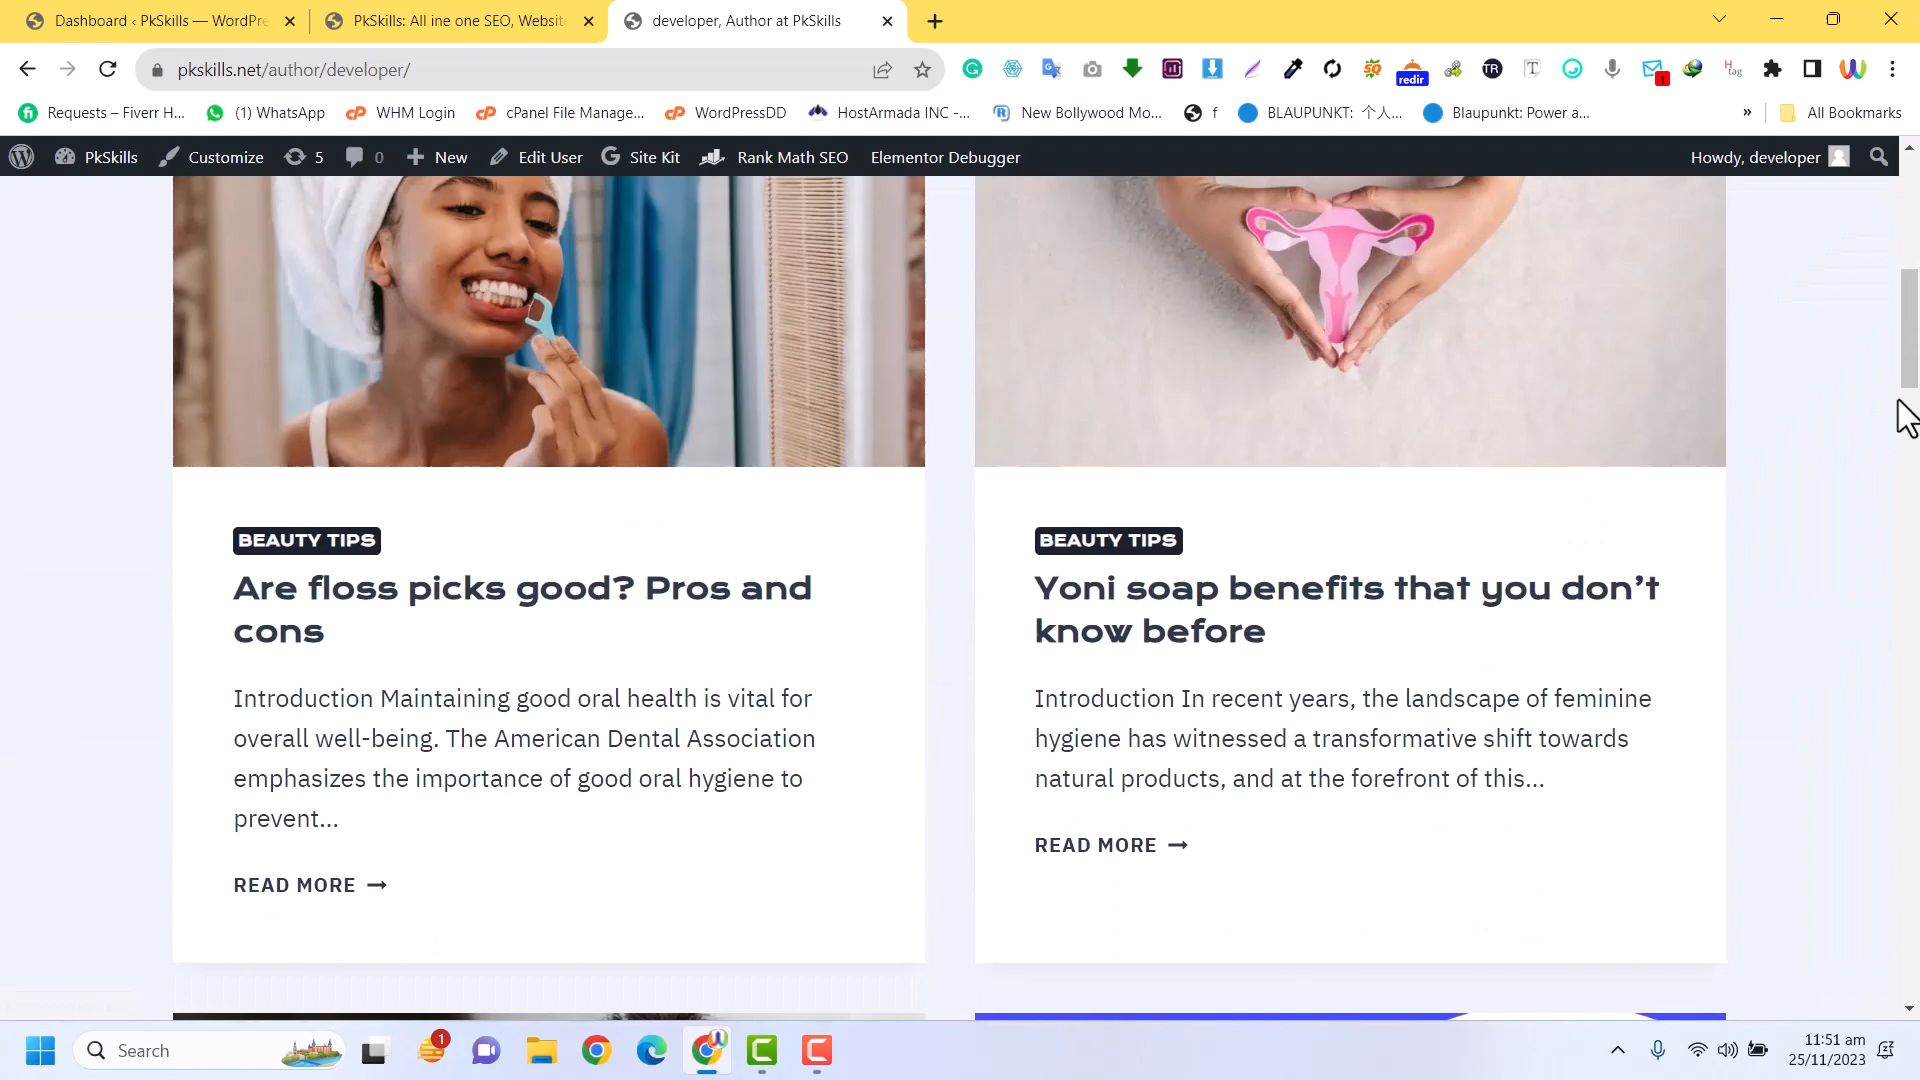 Dashboard ‹ PkSkills — WordPre
PkSkills: All ine one SEO, Website
developer, Author at PkSkills
pkskills.net/author/developer/
redir
TR
T
1
H
tag
Requests – Fiverr H...
(1) WhatsApp
WHM Login
cPanel File Manage...
WordPressDD
HostArmada INC -...
New Bollywood Mo...
f
BLAUPUNKT: 个人...
Blaupunkt: Power a...
»
All Bookmarks
PkSkills
Customize
5
0
New
Edit User
Site Kit
Rank Math SEO
Elementor Debugger
Howdy, developer
BEAUTY TIPS
Are floss picks good? Pros and
cons
Introduction Maintaining good oral health is vital for
overall well-being. The American Dental Association
emphasizes the importance of good oral hygiene to
prevent...
READ MORE →
BEAUTY TIPS
Yoni soap benefits that you don’t
know before
Introduction In recent years, the landscape of feminine
hygiene has witnessed a transformative shift towards
natural products, and at the forefront of this...
READ MORE →
Search
1
11:51 am
25/11/2023